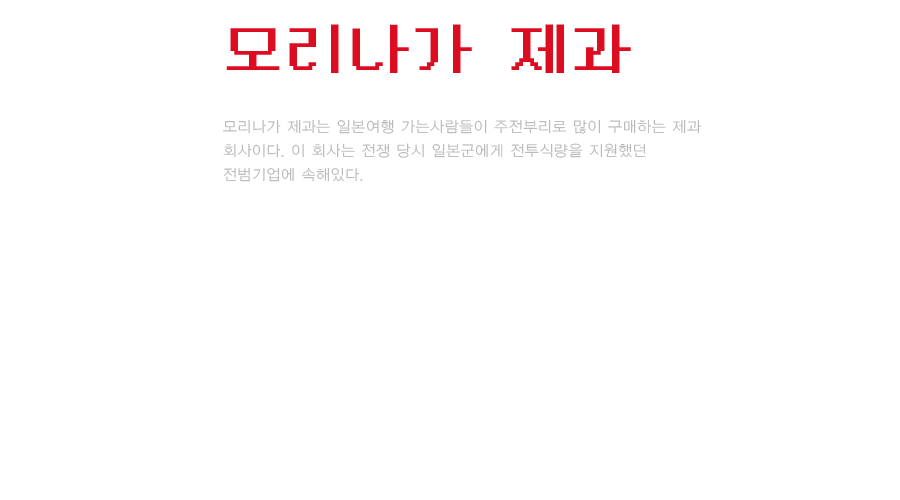 모리나가 제과
모리나가 제과는 일본여행 가는사람들이 주전부리로 많이 구매하는 제과
회사이다. 이 회사는 전쟁 당시 일본군에게 전투식량을 지원했던
전범기업에 속해있다.